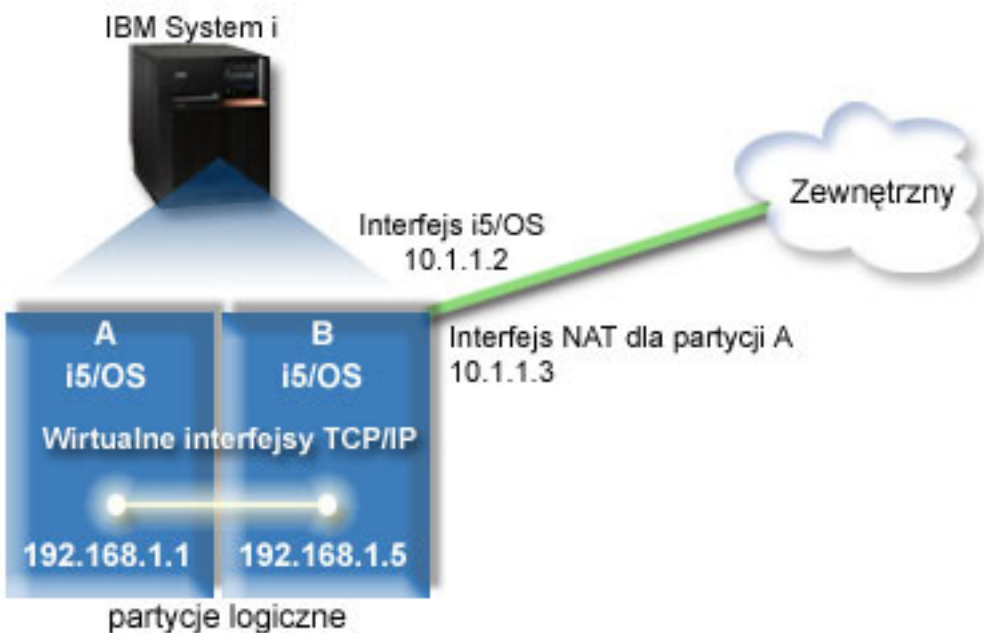 IBM System i
Zewnętrzny
Interfejs i5/OS
10.1.1.2
Interfejs NAT dla partycji A
10.1.1.3
A
i5/OS
B
i5/OS
Wirtualne interfejsy TCP/IP
192.168.1.1
192.168.1.5
partycje logiczne